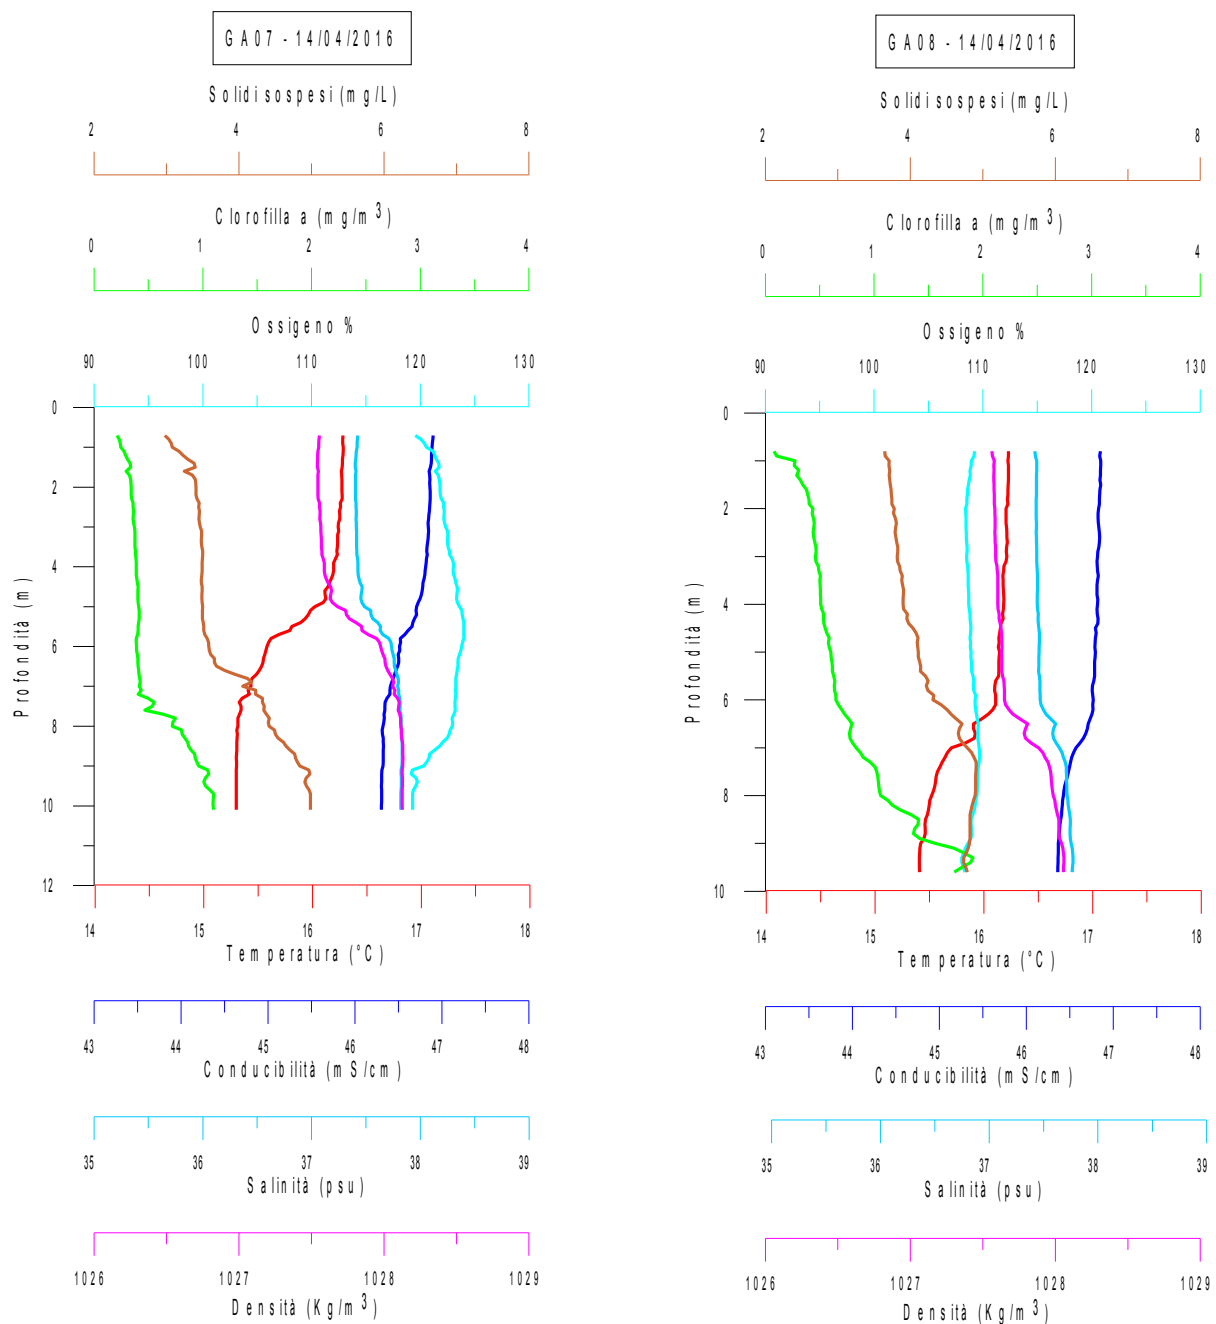 GA07 - 14/04/2016
Solidi sospesi (mg/L)
2 4 6 8
Clorofilla a (mg/m³)
0 1 2 3 4
Ossigeno %
90 100 110 120 130
0
2
4
6
8
10
12
Profondità (m)
14 15 16 17 18
Temperatura (°C)
43 44 45 46 47 48
Conducibilità (mS/cm)
35 36 37 38 39
Salinità (psu)
1026 1027 1028 1029
Densità (Kg/m³)
GA08 - 14/04/2016
Solidi sospesi (mg/L)
2 4 6 8
Clorofilla a (mg/m³)
0 1 2 3 4
Ossigeno %
90 100 110 120 130
0
2
4
6
8
10
Profondità (m)
14 15 16 17 18
Temperatura (°C)
43 44 45 46 47 48
Conducibilità (mS/cm)
35 36 37 38 39
Salinità (psu)
1026 1027 1028 1029
Densità (Kg/m³)